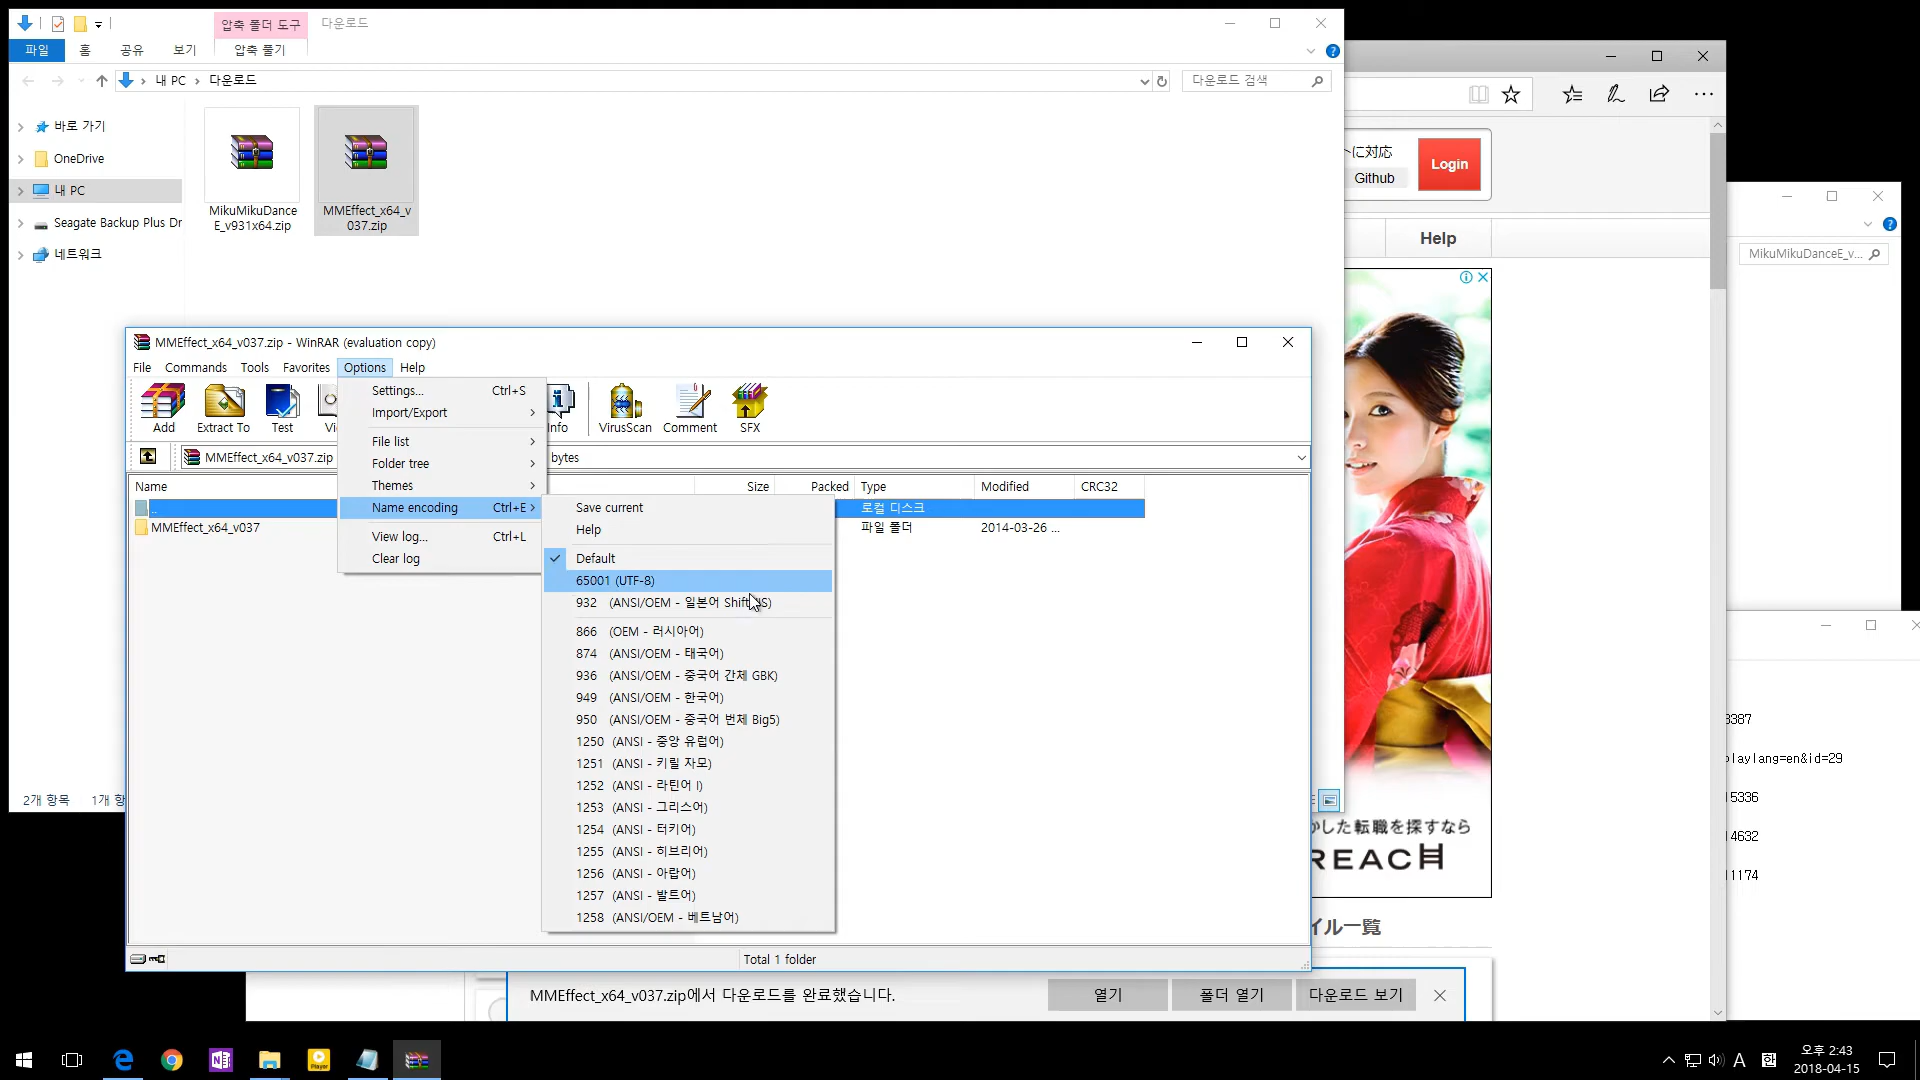 압축 폴더 도구
다운로드
파일
홈
공유
보기
압축 풀기
내 PC
다운로드
다운로드 검색
바로 가기
OneDrive
내 PC
Seagate Backup Plus Dr
네트워크
MikuMikuDanceE_v931x64.zip
MMEffect_x64_v037.zip
2개 항목
1개 항
に対応
Github
Login
Help
MikuMikuDanceE_v...
MMEffect_x64_v037.zip - WinRAR (evaluation copy)
File
Commands
Tools
Favorites
Options
Help
Add
Extract To
Test
Vi
Info
VirusScan
Comment
SFX
MMEffect_x64_v037.zip
bytes
Name
Size
Packed
Type
Modified
CRC32
..
로컬 디스크
MMEffect_x64_v037
파일 폴더
2014-03-26 ...
Settings...
Ctrl+S
Import/Export
File list
Folder tree
Themes
Name encoding
Ctrl+E
View log...
Ctrl+L
Clear log
Save current
Help
Default
65001 (UTF-8)
932 (ANSI/OEM - 일본어 Shift
866 (OEM - 러시아어)
874 (ANSI/OEM - 태국어)
936 (ANSI/OEM - 중국어 간체 GBK)
949 (ANSI/OEM - 한국어)
950 (ANSI/OEM - 중국어 번체 Big5)
1250 (ANSI - 중앙 유럽어)
1251 (ANSI - 키릴 자모)
1252 (ANSI - 라틴어 I)
1253 (ANSI - 그리스어)
1254 (ANSI - 터키어)
1255 (ANSI - 히브리어)
1256 (ANSI - 아랍어)
1257 (ANSI - 발트어)
1258 (ANSI/OEM - 베트남어)
Total 1 folder
かした転職を探すなら
REACH
イル一覧
3387
playlang=en&id=29
15336
14632
11174
MMEffect_x64_v037.zip에서 다운로드를 완료했습니다.
열기
폴더 열기
다운로드 보기
Player
A
한
오후 2:43
2018-04-15